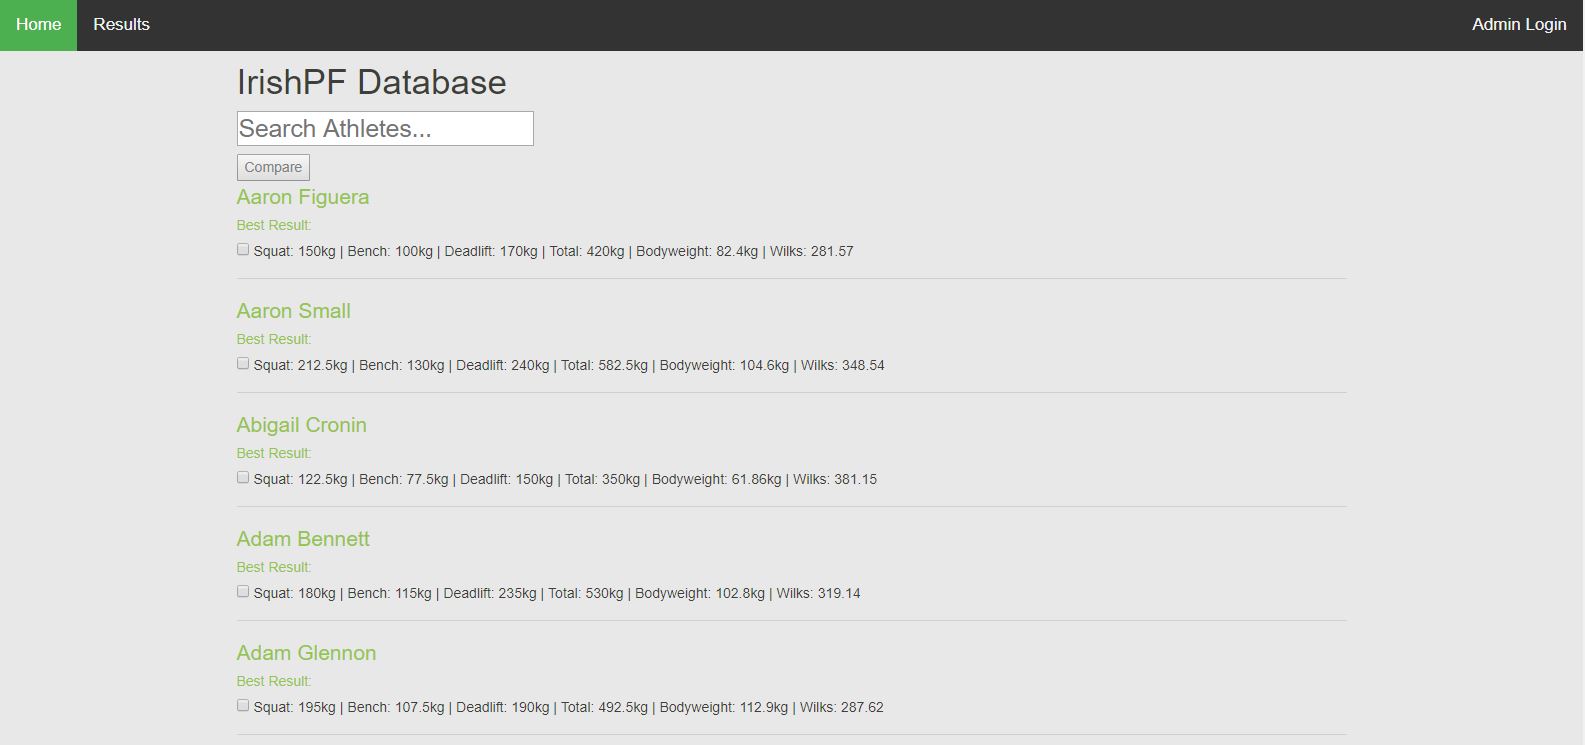 Home Results Admin Login
IrishPF Database
Search Athletes...
Compare
Aaron Figuera
Best Result:
Squat: 150kg | Bench: 100kg | Deadlift: 170kg | Total: 420kg | Bodyweight: 82.4kg | Wilks: 281.57
Aaron Small
Best Result:
Squat: 212.5kg | Bench: 130kg | Deadlift: 240kg | Total: 582.5kg | Bodyweight: 104.6kg | Wilks: 348.54
Abigail Cronin
Best Result:
Squat: 122.5kg | Bench: 77.5kg | Deadlift: 150kg | Total: 350kg | Bodyweight: 61.86kg | Wilks: 381.15
Adam Bennett
Best Result:
Squat: 180kg | Bench: 115kg | Deadlift: 235kg | Total: 530kg | Bodyweight: 102.8kg | Wilks: 319.14
Adam Glennon
Best Result:
Squat: 195kg | Bench: 107.5kg | Deadlift: 190kg | Total: 492.5kg | Bodyweight: 112.9kg | Wilks: 287.62